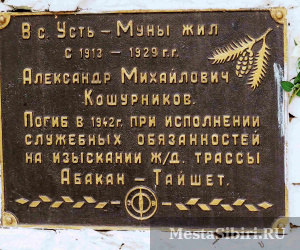 В с. Усть – Муны жил
с 1913 – 1929 г.г.
Александр Михайлович
Кошурников.
Погиб в 1942г. при исполнении
служебных обязанностей
на изыскании ж/д. трассы
Абакан – Тайшет.
MestaSibiri.RU